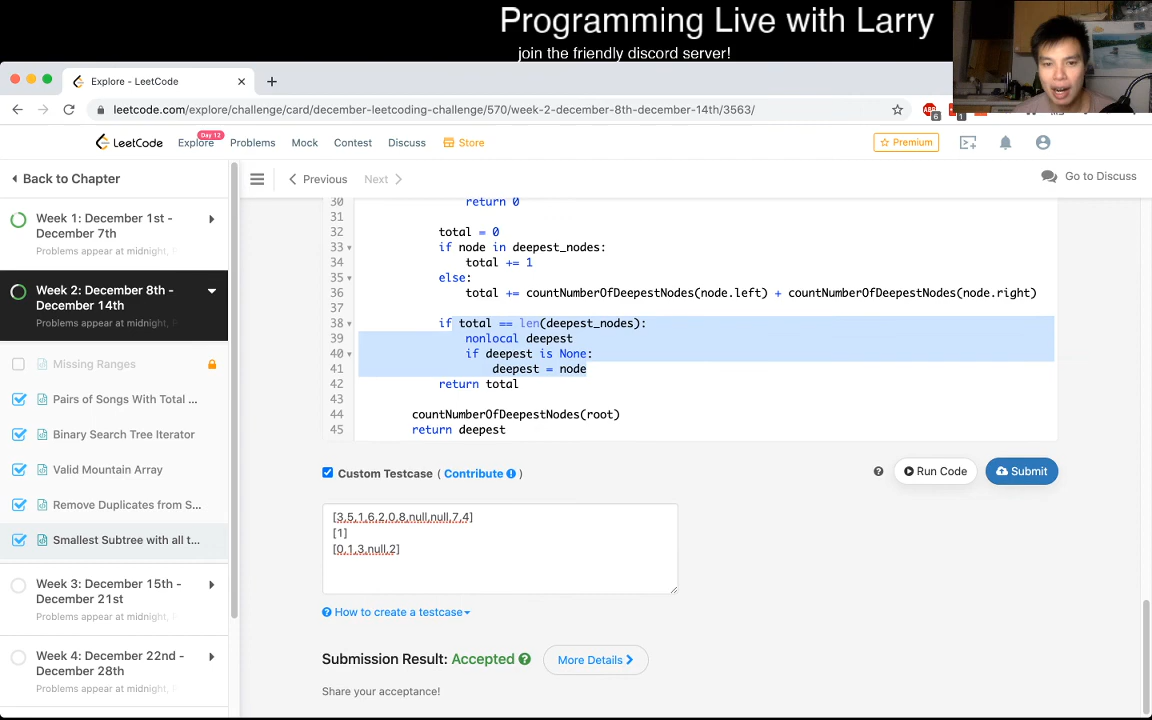 Programming Live with Larry
join the friendly discord server!
Explore - LeetCode
leetcode.com/explore/challenge/card/december-leetcoding-challenge/570/week-2-december-8th-december-14th/3563/
LeetCode
Explore
Day 12
Problems
Mock
Contest
Discuss
Store
Premium
Back to Chapter
Previous
Next
Go to Discuss
Week 1: December 1st -
December 7th
Problems appear at midnight,
Week 2: December 8th -
December 14th
Problems appear at midnight,
Missing Ranges
Pairs of Songs With Total ...
Binary Search Tree Iterator
Valid Mountain Array
Remove Duplicates from S...
Smallest Subtree with all t...
Week 3: December 15th -
December 21st
Problems appear at midnight,
Week 4: December 22nd -
December 28th
Problems appear at midnight,
30 return 0
31
32 total = 0
33 if node in deepest_nodes:
34 total += 1
35 else:
36 total += countNumberOfDeepestNodes(node.left) + countNumberOfDeepestNodes(node.right)
37
38 if total == len(deepest_nodes):
39 nonlocal deepest
40 if deepest is None:
41 deepest = node
42 return total
43
44 countNumberOfDeepestNodes(root)
45 return deepest
Custom Testcase ( Contribute )
Run Code
Submit
[3,5,1,6,2,0,8,null,null,7,4]
[1]
[0,1,3,null,2]
How to create a testcase
Submission Result: Accepted
More Details
Share your acceptance!